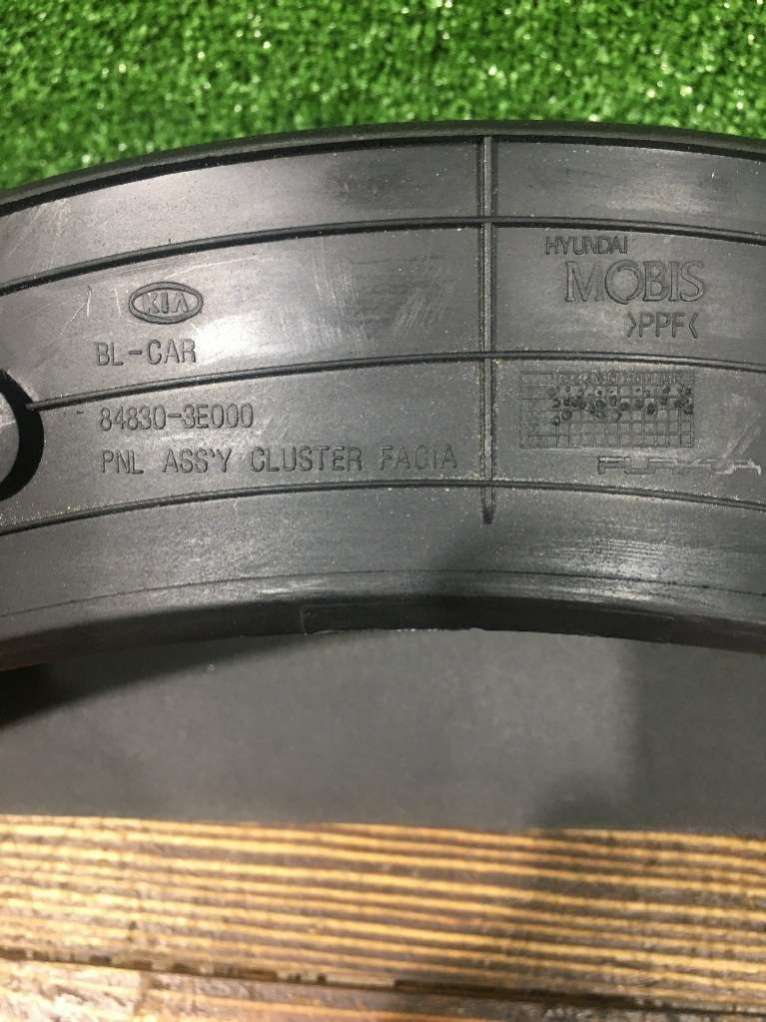 KIA
BL-CAR
84830-3E000
PNL ASS'Y CLUSTER FACIA
HYUNDAI
MOBIS
>PPF<